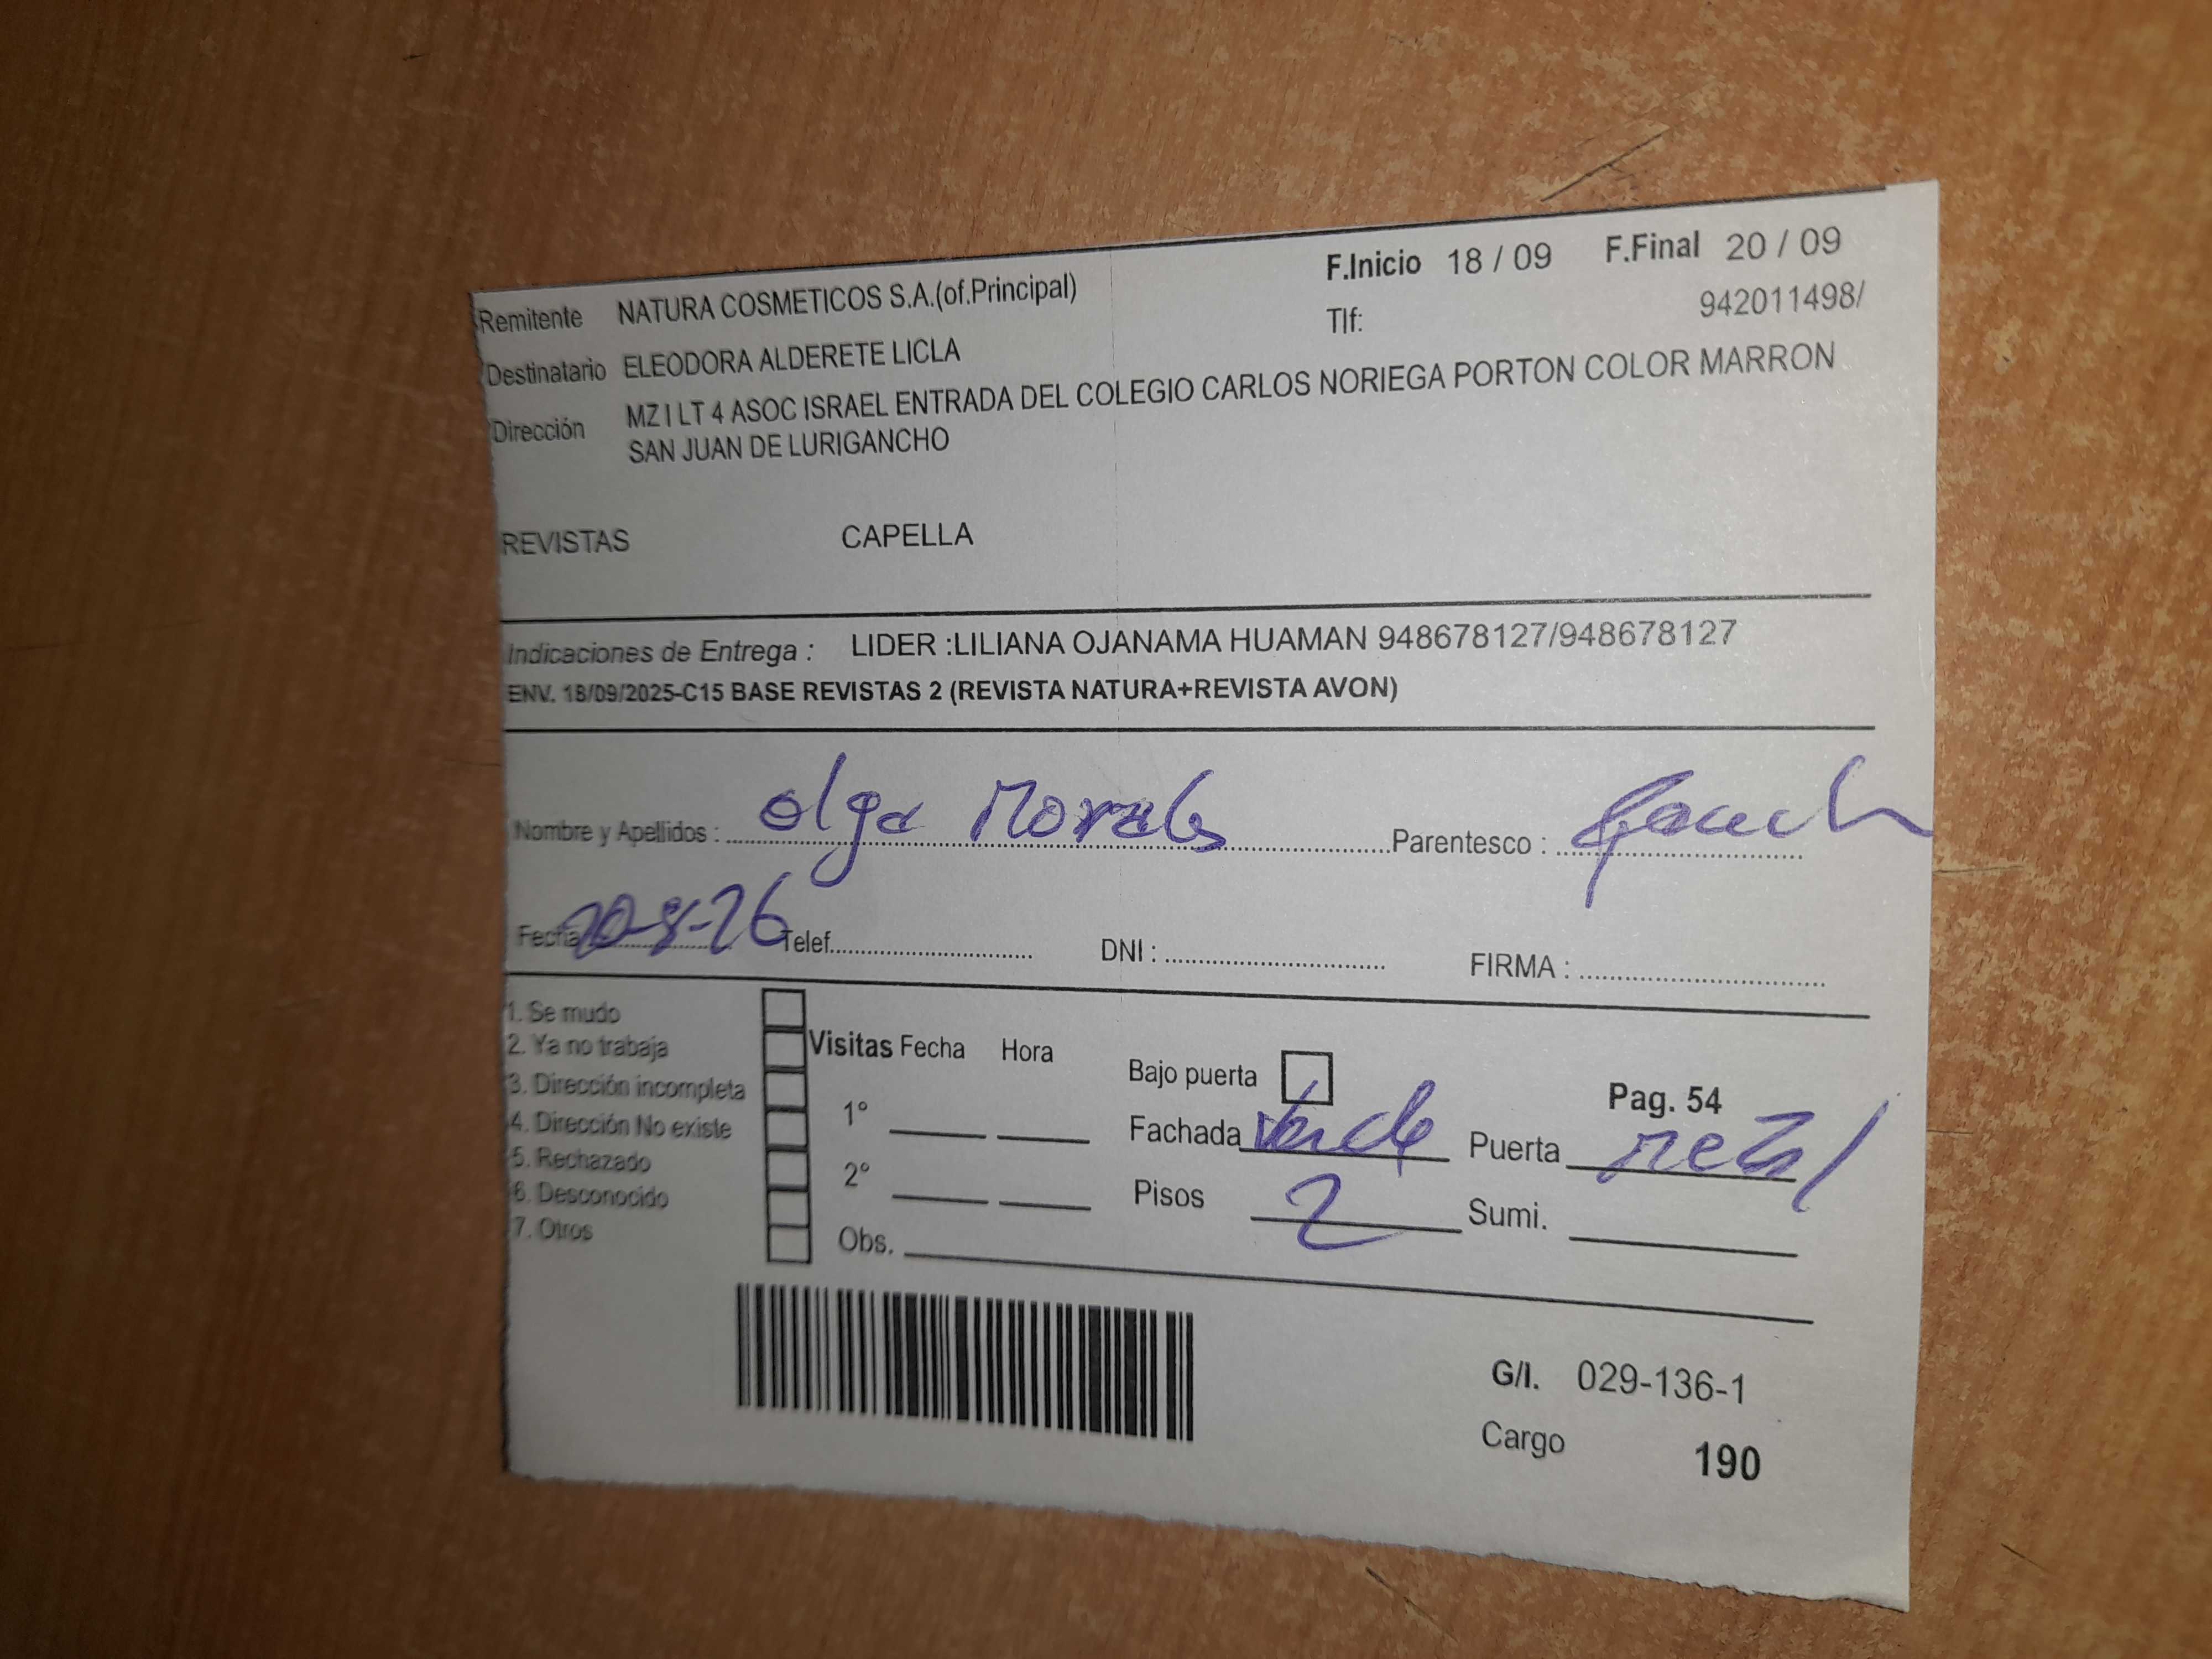 F.Inicio 18 / 09 F.Final 20 / 09
Remitente NATURA COSMETICOS S.A.(of.Principal) Tlf: 942011498/
Destinatario ELEODORA ALDERETE LICLA
Dirección MZ I LT 4 ASOC ISRAEL ENTRADA DEL COLEGIO CARLOS NORIEGA PORTON COLOR MARRON
SAN JUAN DE LURIGANCHO
REVISTAS CAPELLA
Indicaciones de Entrega : LIDER :LILIANA OJANAMA HUAMAN 948678127/948678127
ENV. 18/09/2025-C15 BASE REVISTAS 2 (REVISTA NATURA+REVISTA AVON)
Nombre y Apellidos : olga Morales Parentesco :
Fecha Telef. DNI : FIRMA :
1. Se mudo
2. Ya no trabaja Visitas Fecha Hora Bajo puerta
3. Dirección incompleta Pag. 54
4. Dirección No existe 1° Fachada Verde Puerta metal
5. Rechazado
6. Desconocido 2° Pisos 2 Sumi.
7. Otros Obs.
G/I. 029-136-1
Cargo 190